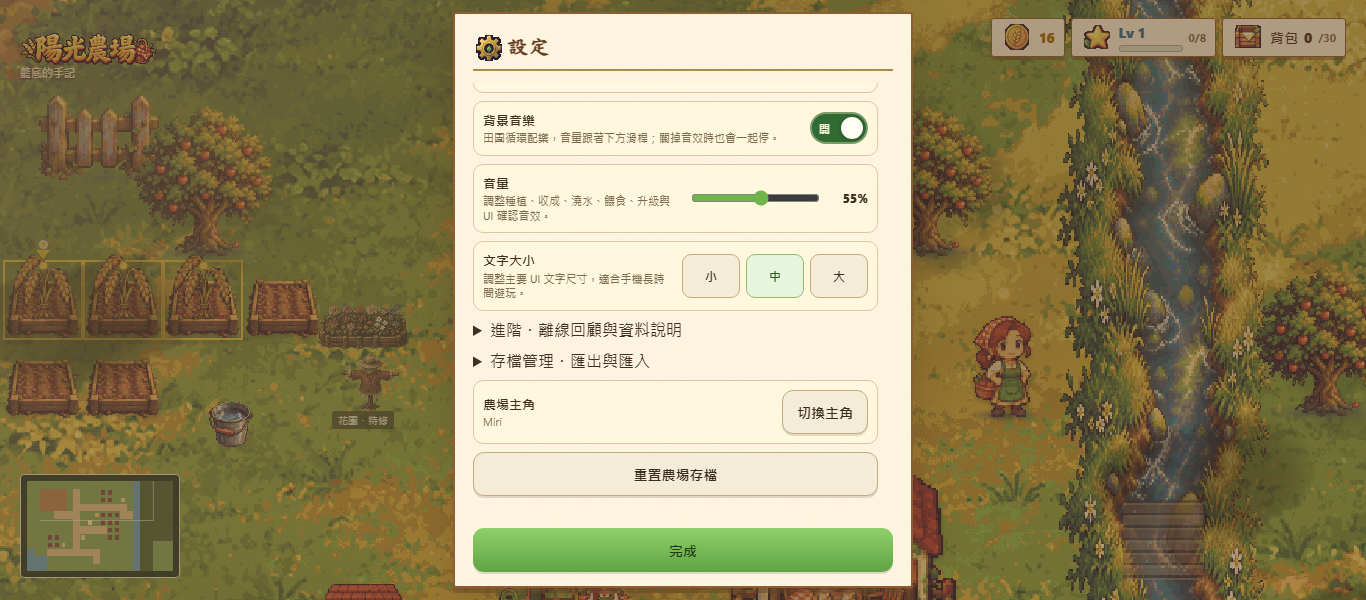 陽光農場
籃底的手記
16
Lv 1
0/8
背包 0 /30
設定
背景音樂
田園循環配樂，音量跟著下方滑桿；關掉音效時也會一起停。
開
音量
調整種植、收成、澆水、餵食、升級與
UI 確認音效。
55%
文字大小
調整主要 UI 文字尺寸，適合手機長時
間遊玩。
小
中
大
▶ 進階 · 離線回顧與資料說明
▶ 存檔管理 · 匯出與匯入
農場主角
Miri
切換主角
重置農場存檔
完成
花圃 · 待修